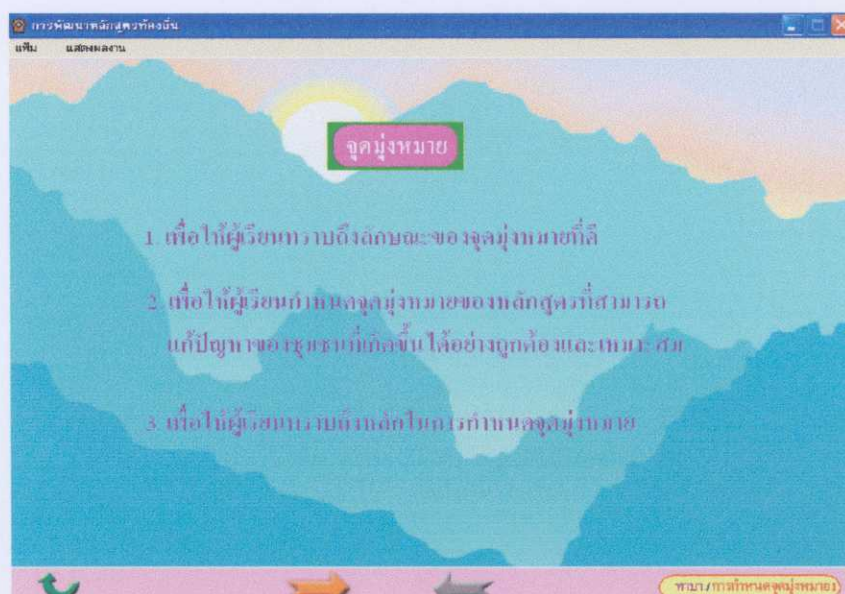 การพัฒนาหลักสูตรท้องถิ่น
แฟ้ม แสดงผลงาน
จุดมุ่งหมาย
1. เพื่อให้ผู้เรียนทราบถึงลักษณะของจุดมุ่งหมายที่ดี
2. เพื่อให้ผู้เรียนกำหนดจุดมุ่งหมายของหลักสูตรที่สามารถ
แก้ปัญหาของชุมชนที่เกิดขึ้นได้อย่างถูกต้องและเหมาะสม
3. เพื่อให้ผู้เรียนทราบถึงหลักในการกำหนดจุดมุ่งหมาย
ทาบา/การกำหนดจุดมุ่งหมาย1